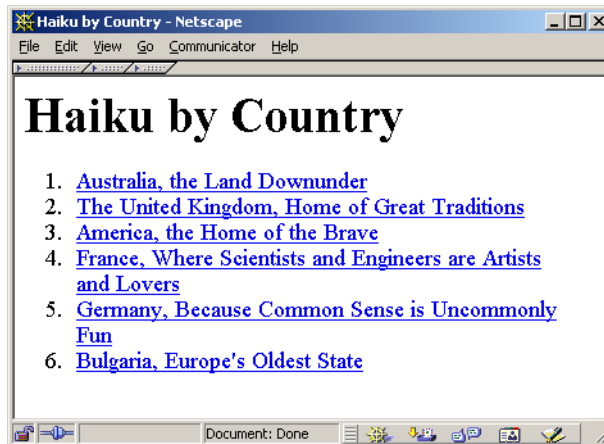 Haiku by Country - Netscape
File Edit View Go Communicator Help
Haiku by Country
1. Australia, the Land Downunder
2. The United Kingdom, Home of Great Traditions
3. America, the Home of the Brave
4. France, Where Scientists and Engineers are Artists
and Lovers
5. Germany, Because Common Sense is Uncommonly
Fun
6. Bulgaria, Europe's Oldest State
Document: Done